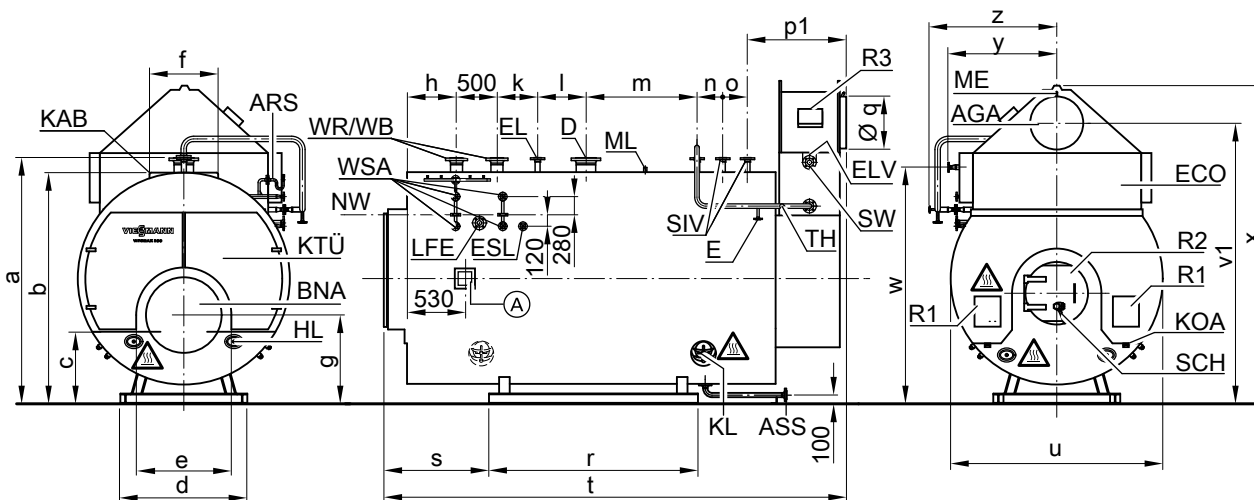 f
KAB
ARS
VIESMANN
KTÜ
BNA
HL
a
b
c
g
e
d
h
500
k
l
m
n
o
p1
R3
Ø q
WR/WB
EL
D
ML
WSA
NW
LFE
ESL
120
280
530
A
SIV
E
TH
ELV
SW
KL
ASS
100
s
r
t
z
y
ME
AGA
ECO
R2
R1
R1
KOA
SCH
w
v1
x
u